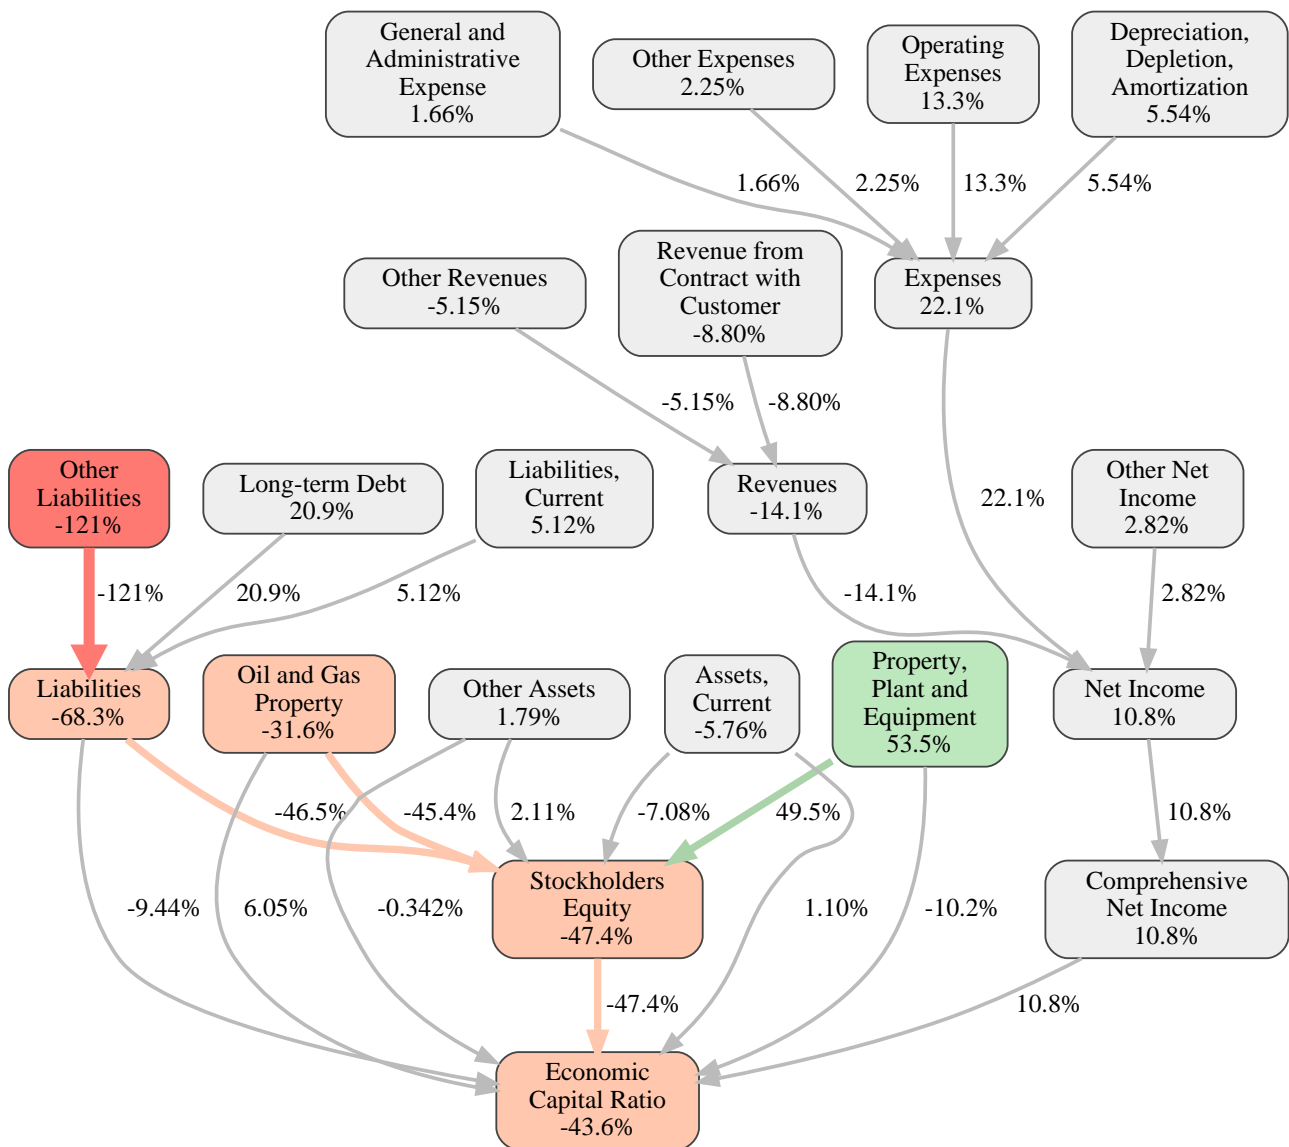 General and
Administrative
Expense
1.66%
Other Expenses
2.25%
Operating
Expenses
13.3%
Depreciation,
Depletion,
Amortization
5.54%
1.66%
2.25%
13.3%
5.54%
Other Revenues
-5.15%
Revenue from
Contract with
Customer
-8.80%
Expenses
22.1%
-5.15%
-8.80%
Other
Liabilities
-121%
Long-term Debt
20.9%
Liabilities,
Current
5.12%
Revenues
-14.1%
22.1%
Other Net
Income
2.82%
-121%
20.9%
5.12%
-14.1%
2.82%
Liabilities
-68.3%
Oil and Gas
Property
-31.6%
Other Assets
1.79%
Assets,
Current
-5.76%
Property,
Plant and
Equipment
53.5%
Net Income
10.8%
-46.5%
-45.4%
2.11%
-7.08%
49.5%
10.8%
-9.44%
6.05%
-0.342%
Stockholders
Equity
-47.4%
1.10%
-10.2%
Comprehensive
Net Income
10.8%
-47.4%
10.8%
Economic
Capital Ratio
-43.6%